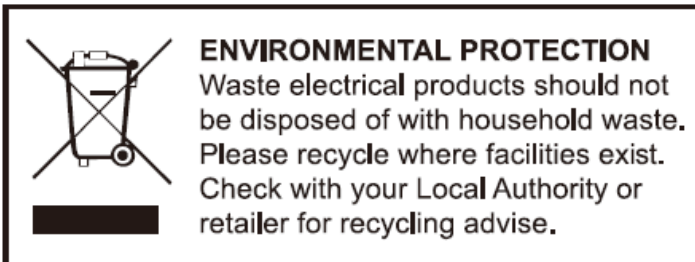 ENVIRONMENTAL PROTECTION
Waste electrical products should not
be disposed of with household waste.
Please recycle where facilities exist.
Check with your Local Authority or
retailer for recycling advise.